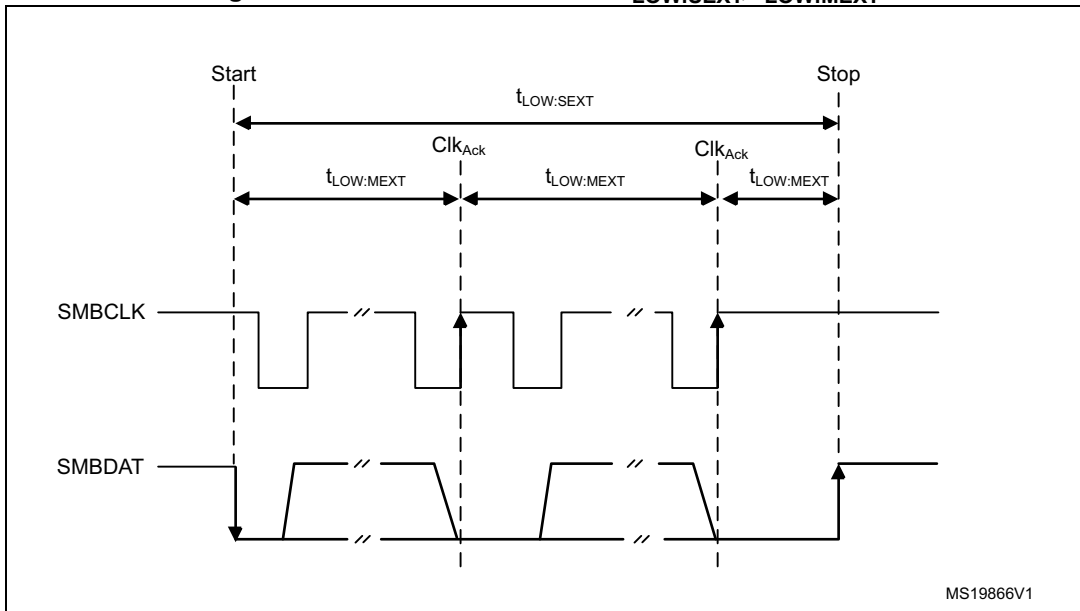 Start
Stop
tLOW:SEXT
ClkAck
ClkAck
tLOW:MEXT
tLOW:MEXT
tLOW:MEXT
SMBCLK
SMBDAT
MS19866V1